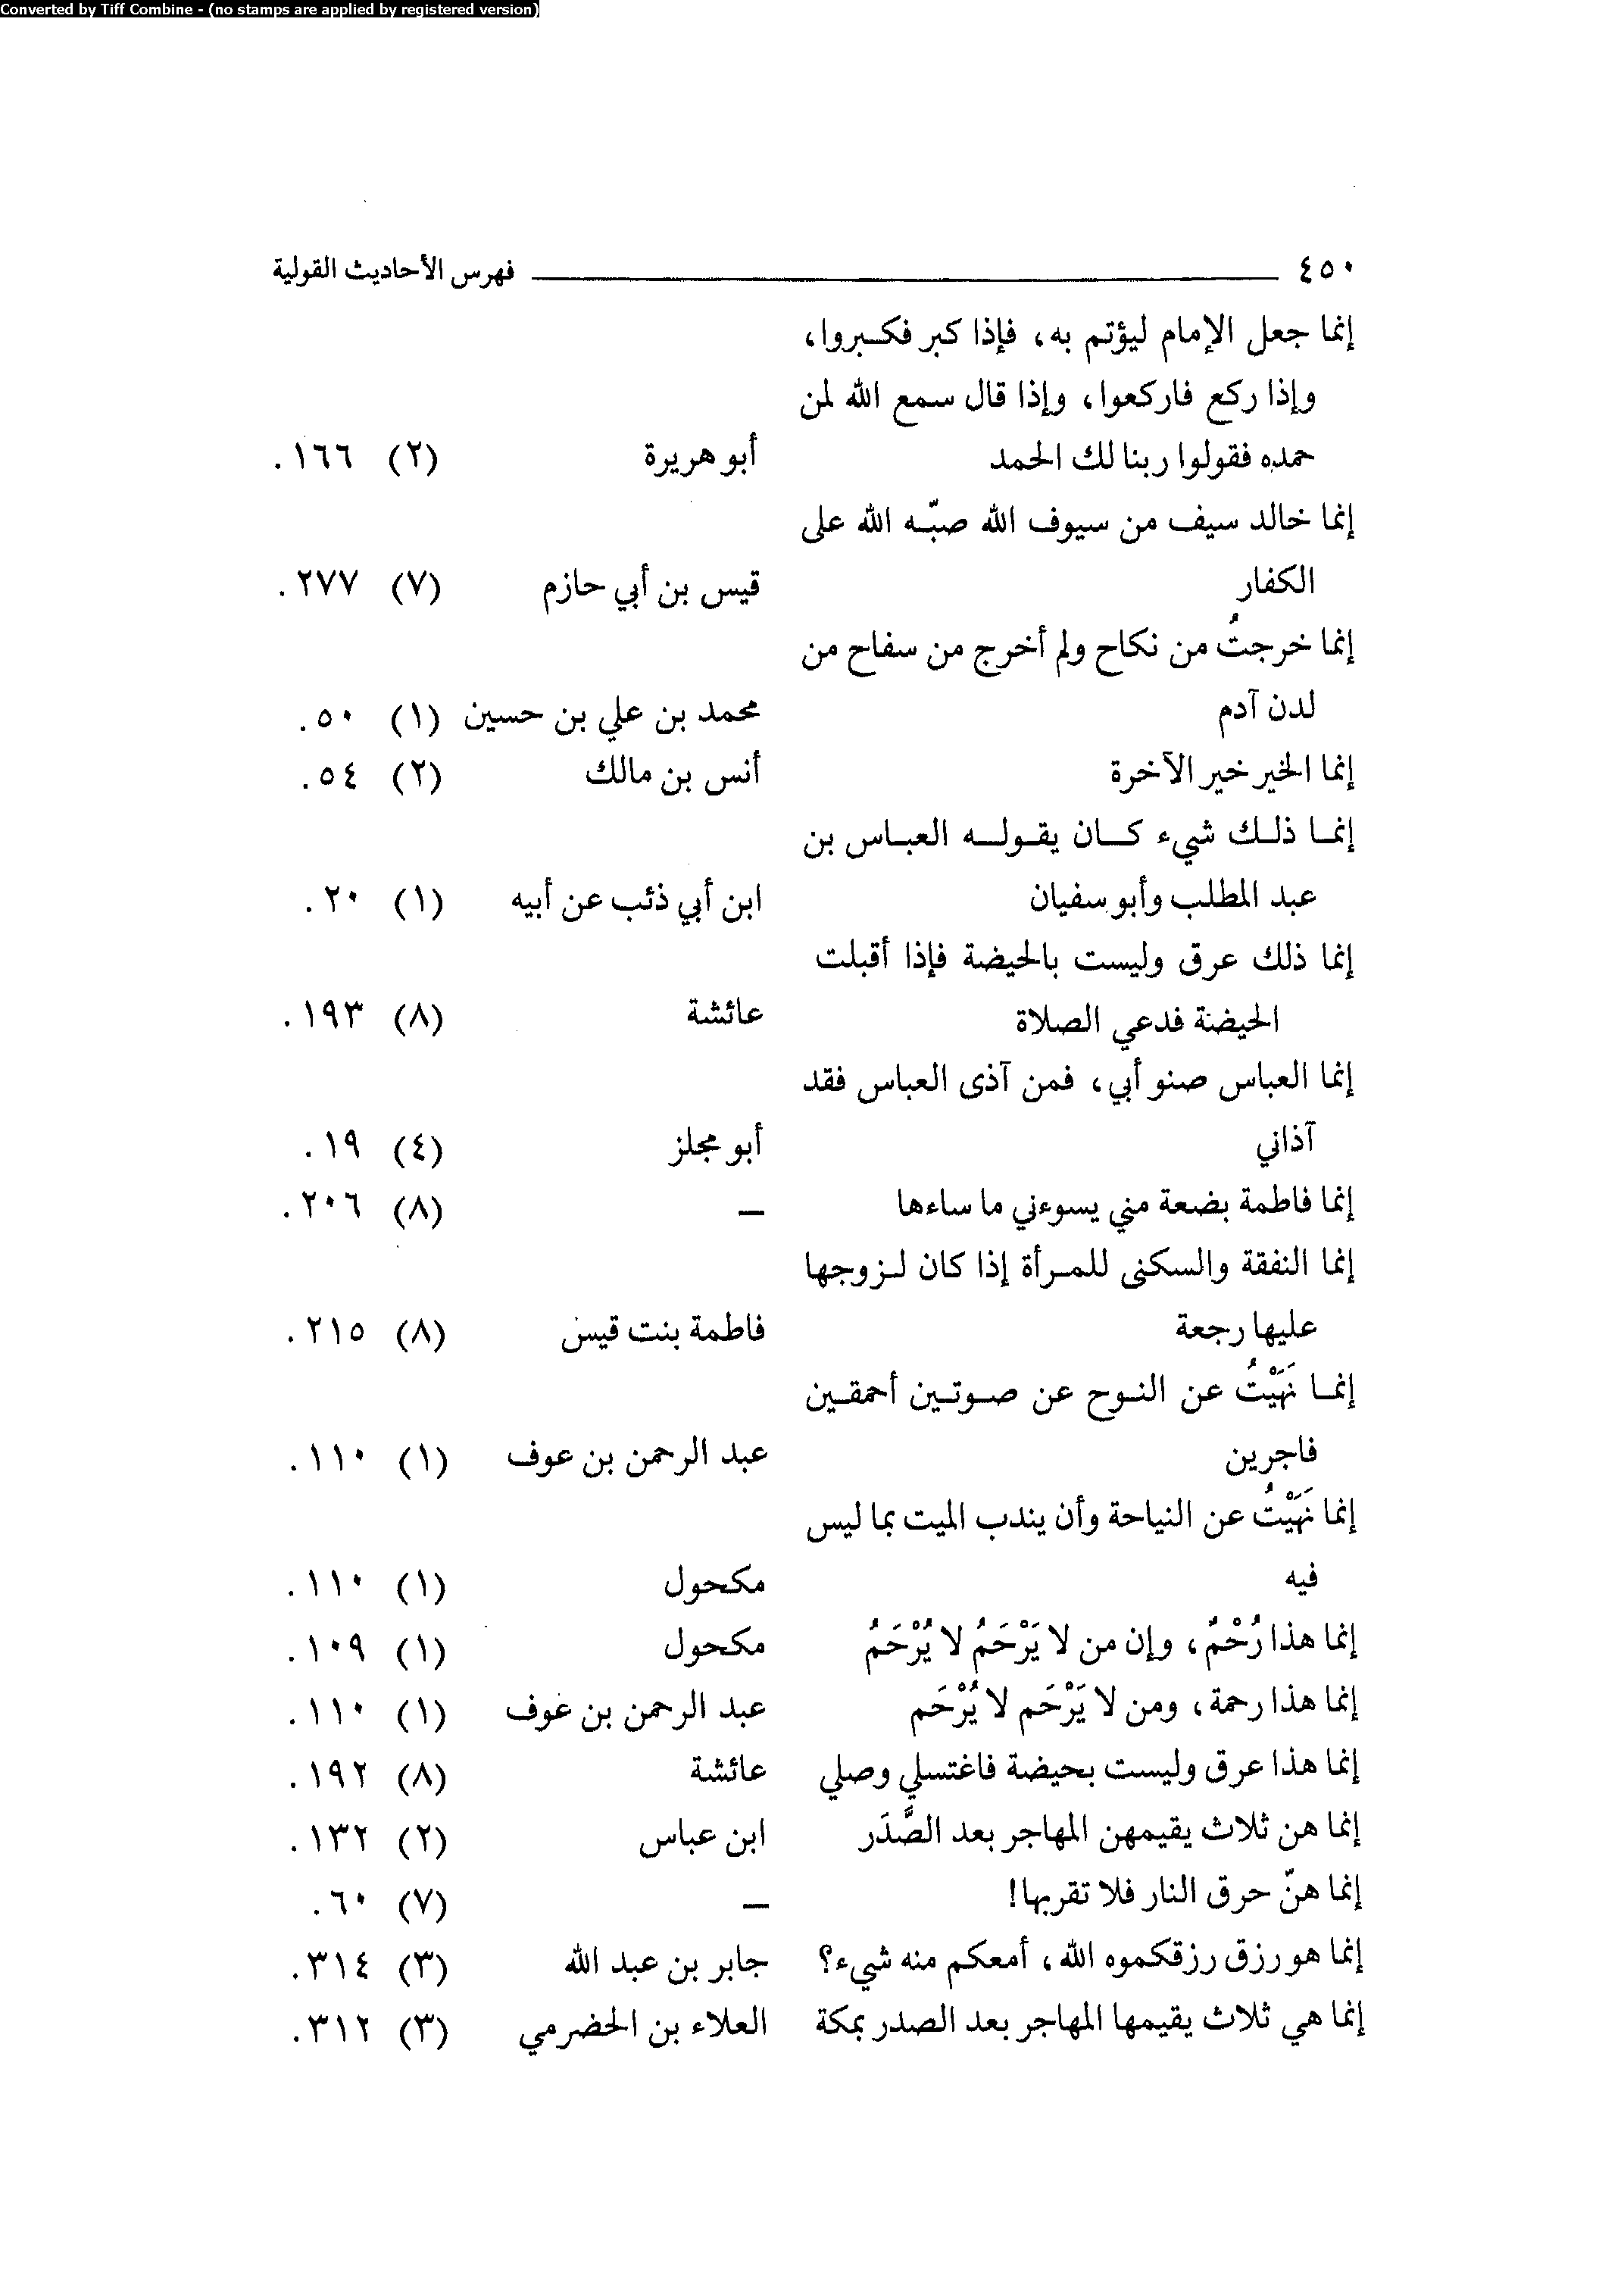 Converted by Tiff Combine - (no stamps are applied by registered version)
٤٥٠ فهرس الأحاديث القولية
إنما جعل الإمام ليؤتم به، فإذا كبر فكبروا،
وإذا ركع فاركعوا، وإذا قال سمع الله لمن
حمده فقولوا ربنا لك الحمد أبو هريرة (٢) ١٦٦.
إنما خالد سيف من سيوف الله صبّه الله على
الكفار قيس بن أبي حازم (٧) ٢٧٧.
إنما خرجتُ من نكاح ولم أخرج من سفاح من
لدن آدم محمد بن علي بن حسين (١) ٥٠.
إنما الخير خير الآخرة أنس بن مالك (٢) ٥٤.
إنما ذلك شيء كان يقوله العباس بن
عبد المطلب وأبو سفيان ابن أبي ذئب عن أبيه (١) ٢٠.
إنما ذلك عرق وليست بالحيضة فإذا أقبلت
الحيضة فدعي الصلاة عائشة (٨) ١٩٣.
إنما العباس صنو أبي، فمن آذى العباس فقد
آذاني أبو مجلز (٤) ١٩.
إنما فاطمة بضعة مني يسوءني ما ساءها — (٨) ٢٠٦.
إنما النفقة والسكنى للمرأة إذا كان لزوجها
عليها رجعة فاطمة بنت قيس (٨) ٢١٥.
إنما نَهَيْتُ عن النوح عن صوتين أحمقين
فاجرين عبد الرحمن بن عوف (١) ١١٠.
إنما نَهَيْتُ عن النياحة وأن يندب الميت بما ليس
فيه مكحول (١) ١١٠.
إنما هذا رُحْمٌ، وإن من لا يَرْحَمُ لا يُرْحَمُ مكحول (١) ١٠٩.
إنما هذا رحمة، ومن لا يَرْحَم لا يُرْحَم عبد الرحمن بن عوف (١) ١١٠.
إنما هذا عرق وليست بحيضة فاغتسلي وصلي عائشة (٨) ١٩٢.
إنما هن ثلاث يقيمهن المهاجر بعد الصَّدَر ابن عباس (٢) ١٣٢.
إنما هنّ حرق النار فلا تقربها! — (٧) ٦٠.
إنما هو رزق رزقكموه الله، أمعكم منه شيء؟ جابر بن عبد الله (٣) ٣١٤.
إنما هي ثلاث يقيمها المهاجر بعد الصدر بمكة العلاء بن الحضرمي (٣) ٣١٢.